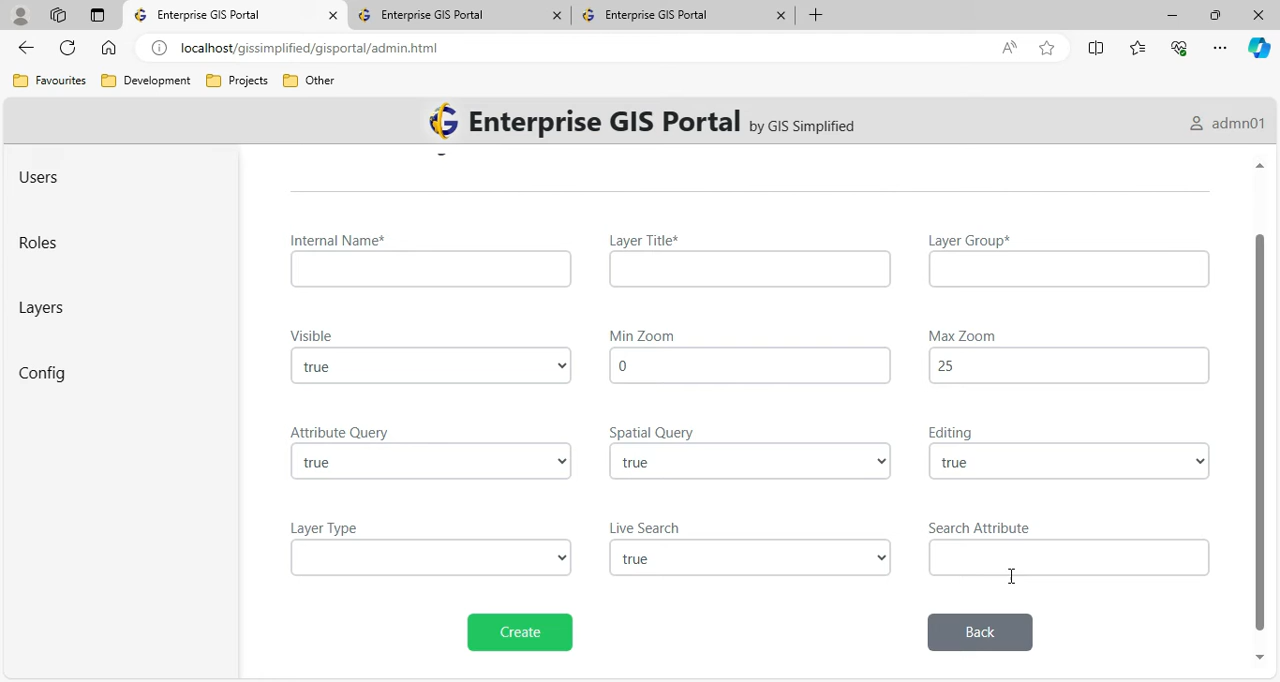 Enterprise GIS Portal
Enterprise GIS Portal
Enterprise GIS Portal
localhost/gissimplified/gisportal/admin.html
Favourites
Development
Projects
Other
Enterprise GIS Portal by GIS Simplified
admn01
Users
Roles
Layers
Config
Internal Name*
Layer Title*
Layer Group*
Visible
Min Zoom
Max Zoom
true
0
25
Attribute Query
Spatial Query
Editing
true
true
true
Layer Type
Live Search
Search Attribute
true
Create
Back